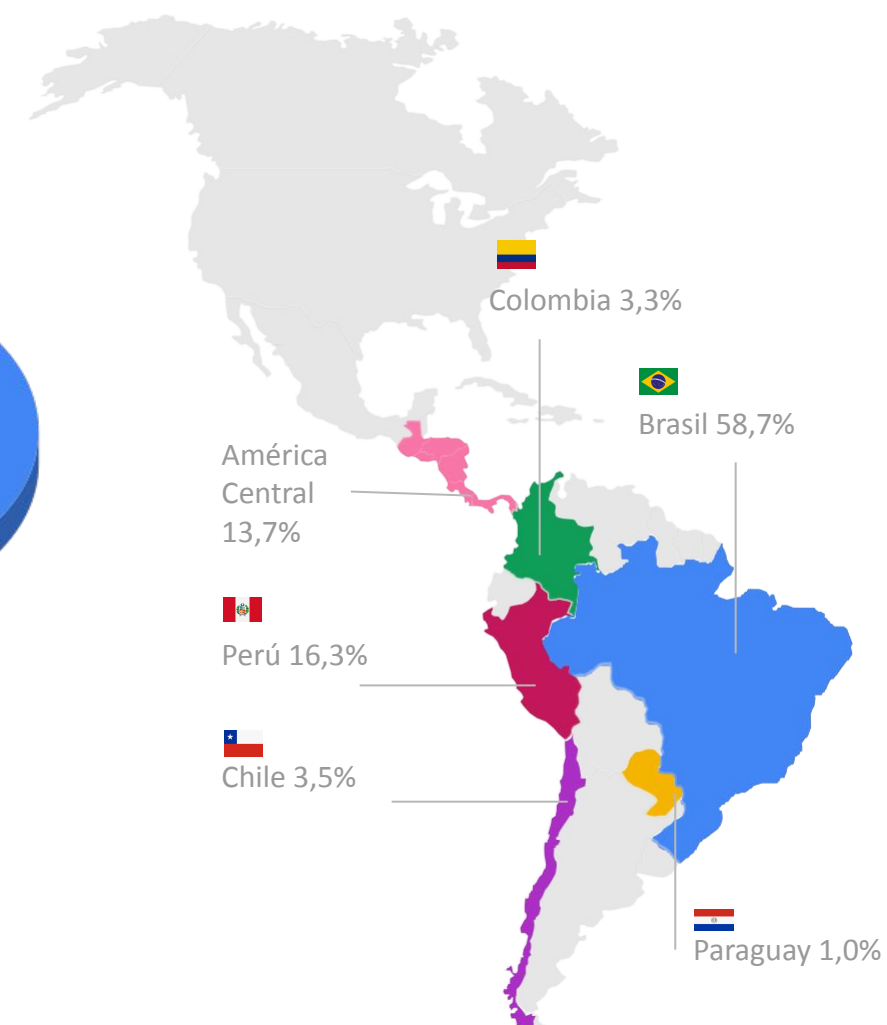 Colombia 3,3%
Brasil 58,7%
América
Central
13,7%
Perú 16,3%
Chile 3,5%
Paraguay 1,0%